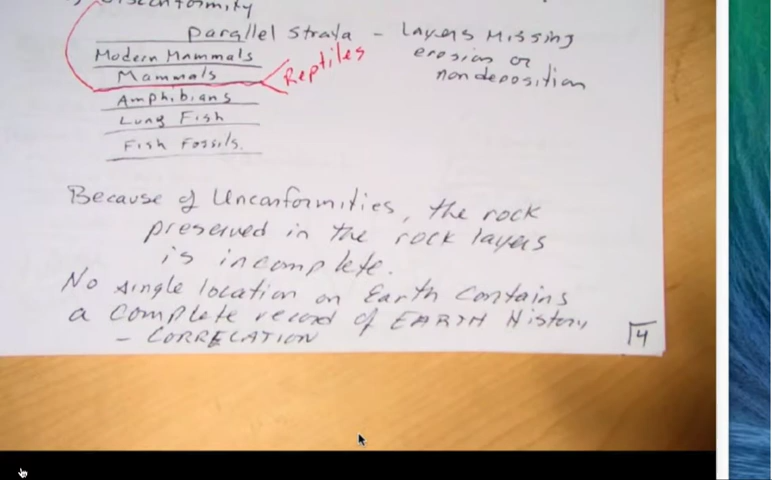 Disconformity
parallel strata - Layers Missing
erosion or
nondeposition
Modern Mammals
Mammals
Reptiles
Amphibians
Lung Fish
Fish Fossils.
Because of Unconformities, the rock
preserved in the rock layers
is incomplete.
No single location on Earth contains
a complete record of EARTH History
- CORRELATION
14